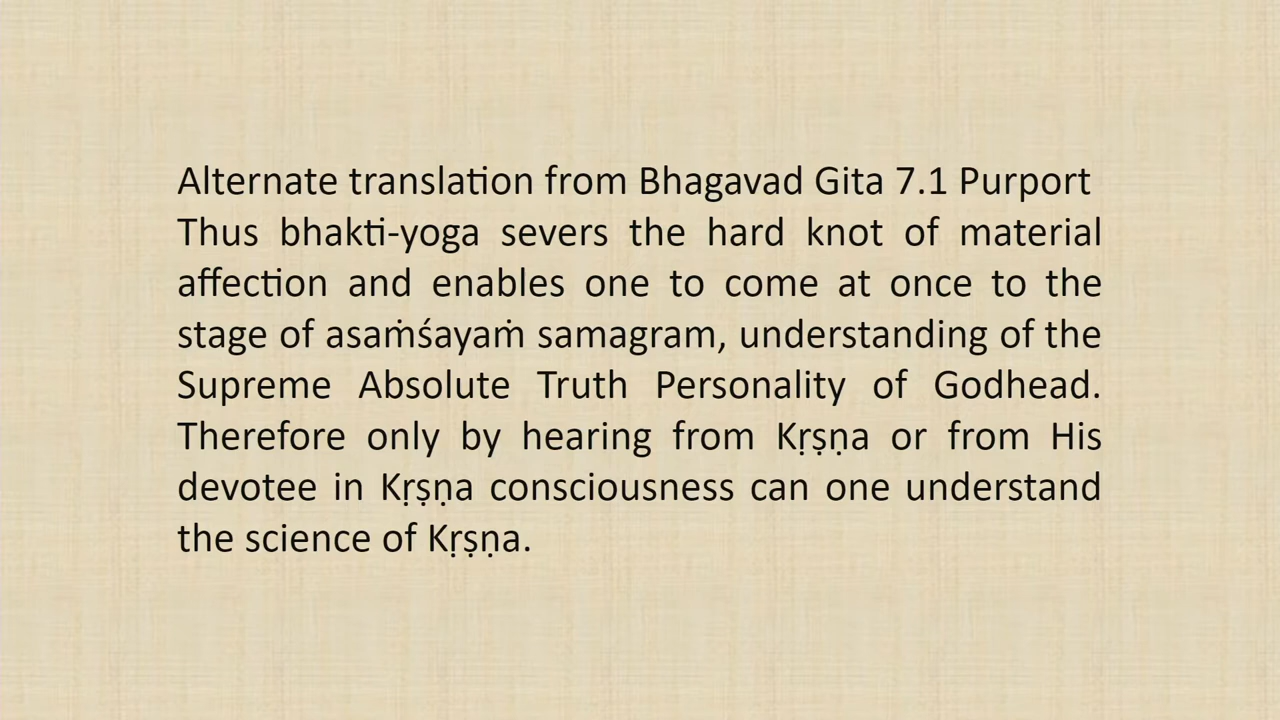 Alternate translation from Bhagavad Gita 7.1 Purport
Thus bhakti-yoga severs the hard knot of material
affection and enables one to come at once to the
stage of asaṁśayaṁ samagram, understanding of the
Supreme Absolute Truth Personality of Godhead.
Therefore only by hearing from Kṛṣṇa or from His
devotee in Kṛṣṇa consciousness can one understand
the science of Kṛṣṇa.